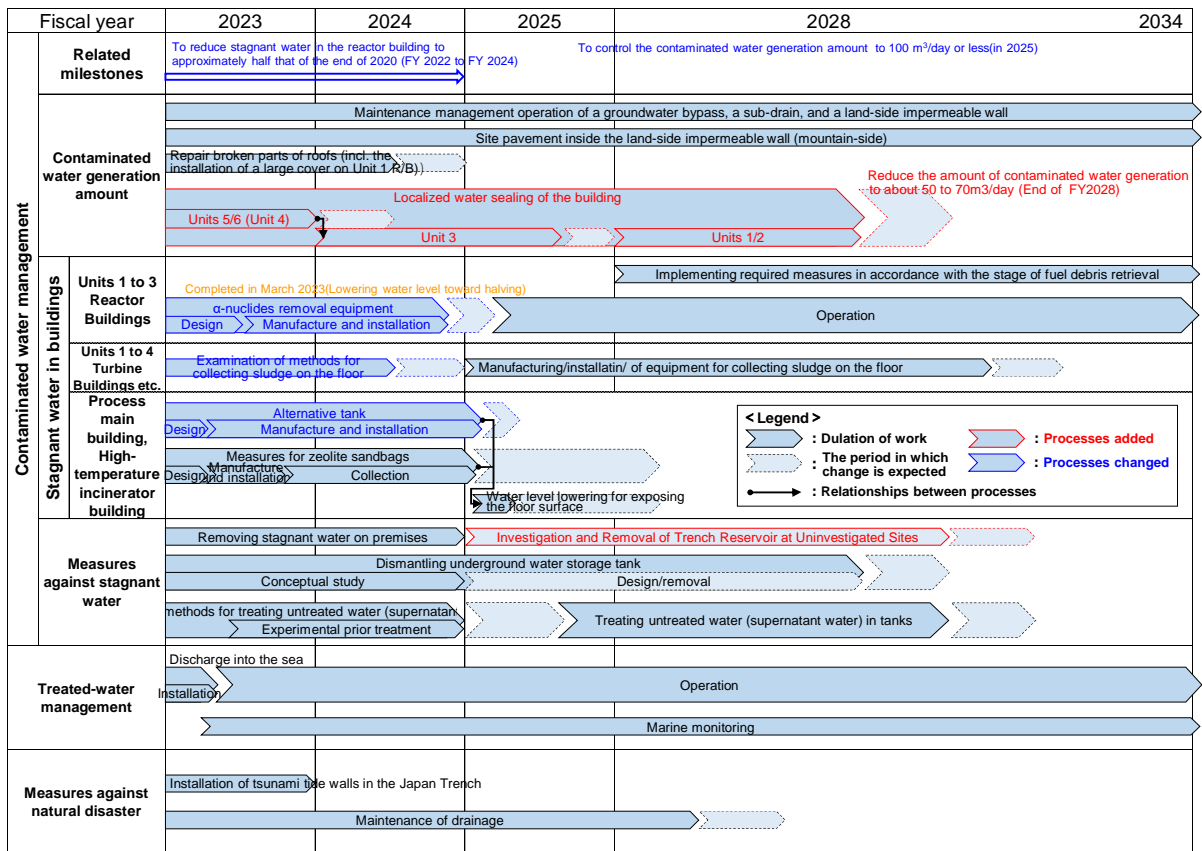 Fiscal year
2023
2024
2025
2028
2034
Contaminated water management
Related
milestones
To reduce stagnant water in the reactor building to
approximately half that of the end of 2020 (FY 2022 to FY 2024)
To control the contaminated water generation amount to 100 m³/day or less(in 2025)
Contaminated
water generation
amount
Maintenance management operation of a groundwater bypass, a sub-drain, and a land-side impermeable wall
Site pavement inside the land-side impermeable wall (mountain-side)
Repair broken parts of roofs (incl. the
installation of a large cover on Unit 1 R/B)
Reduce the amount of contaminated water generation
to about 50 to 70m3/day (End of FY2028)
Localized water sealing of the building
Units 5/6 (Unit 4)
Unit 3
Units 1/2
Stagnant water in buildings
Units 1 to 3
Reactor
Buildings
Implementing required measures in accordance with the stage of fuel debris retrieval
Completed in March 2023(Lowering water level toward halving)
α-nuclides removal equipment
Design
Manufacture and installation
Operation
Units 1 to 4
Turbine
Buildings etc.
Examination of methods for
collecting sludge on the floor
Manufacturing/installatin/ of equipment for collecting sludge on the floor
Process
main
building,
High-
temperature
incinerator
building
Alternative tank
Design
Manufacture and installation
Measures for zeolite sandbags
Design
Manufacture
and installation
Collection
Water level lowering for exposing
the floor surface
< Legend >
: Dulation of work
: Processes added
: The period in which
change is expected
: Processes changed
: Relationships between processes
Measures
against stagnant
water
Removing stagnant water on premises
Investigation and Removal of Trench Reservoir at Uninvestigated Sites
Dismantling underground water storage tank
Conceptual study
Design/removal
methods for treating untreated water (supernatan
Experimental prior treatment
Treating untreated water (supernatant water) in tanks
Treated-water
management
Discharge into the sea
Installation
Operation
Marine monitoring
Measures against
natural disaster
Installation of tsunami tide walls in the Japan Trench
Maintenance of drainage